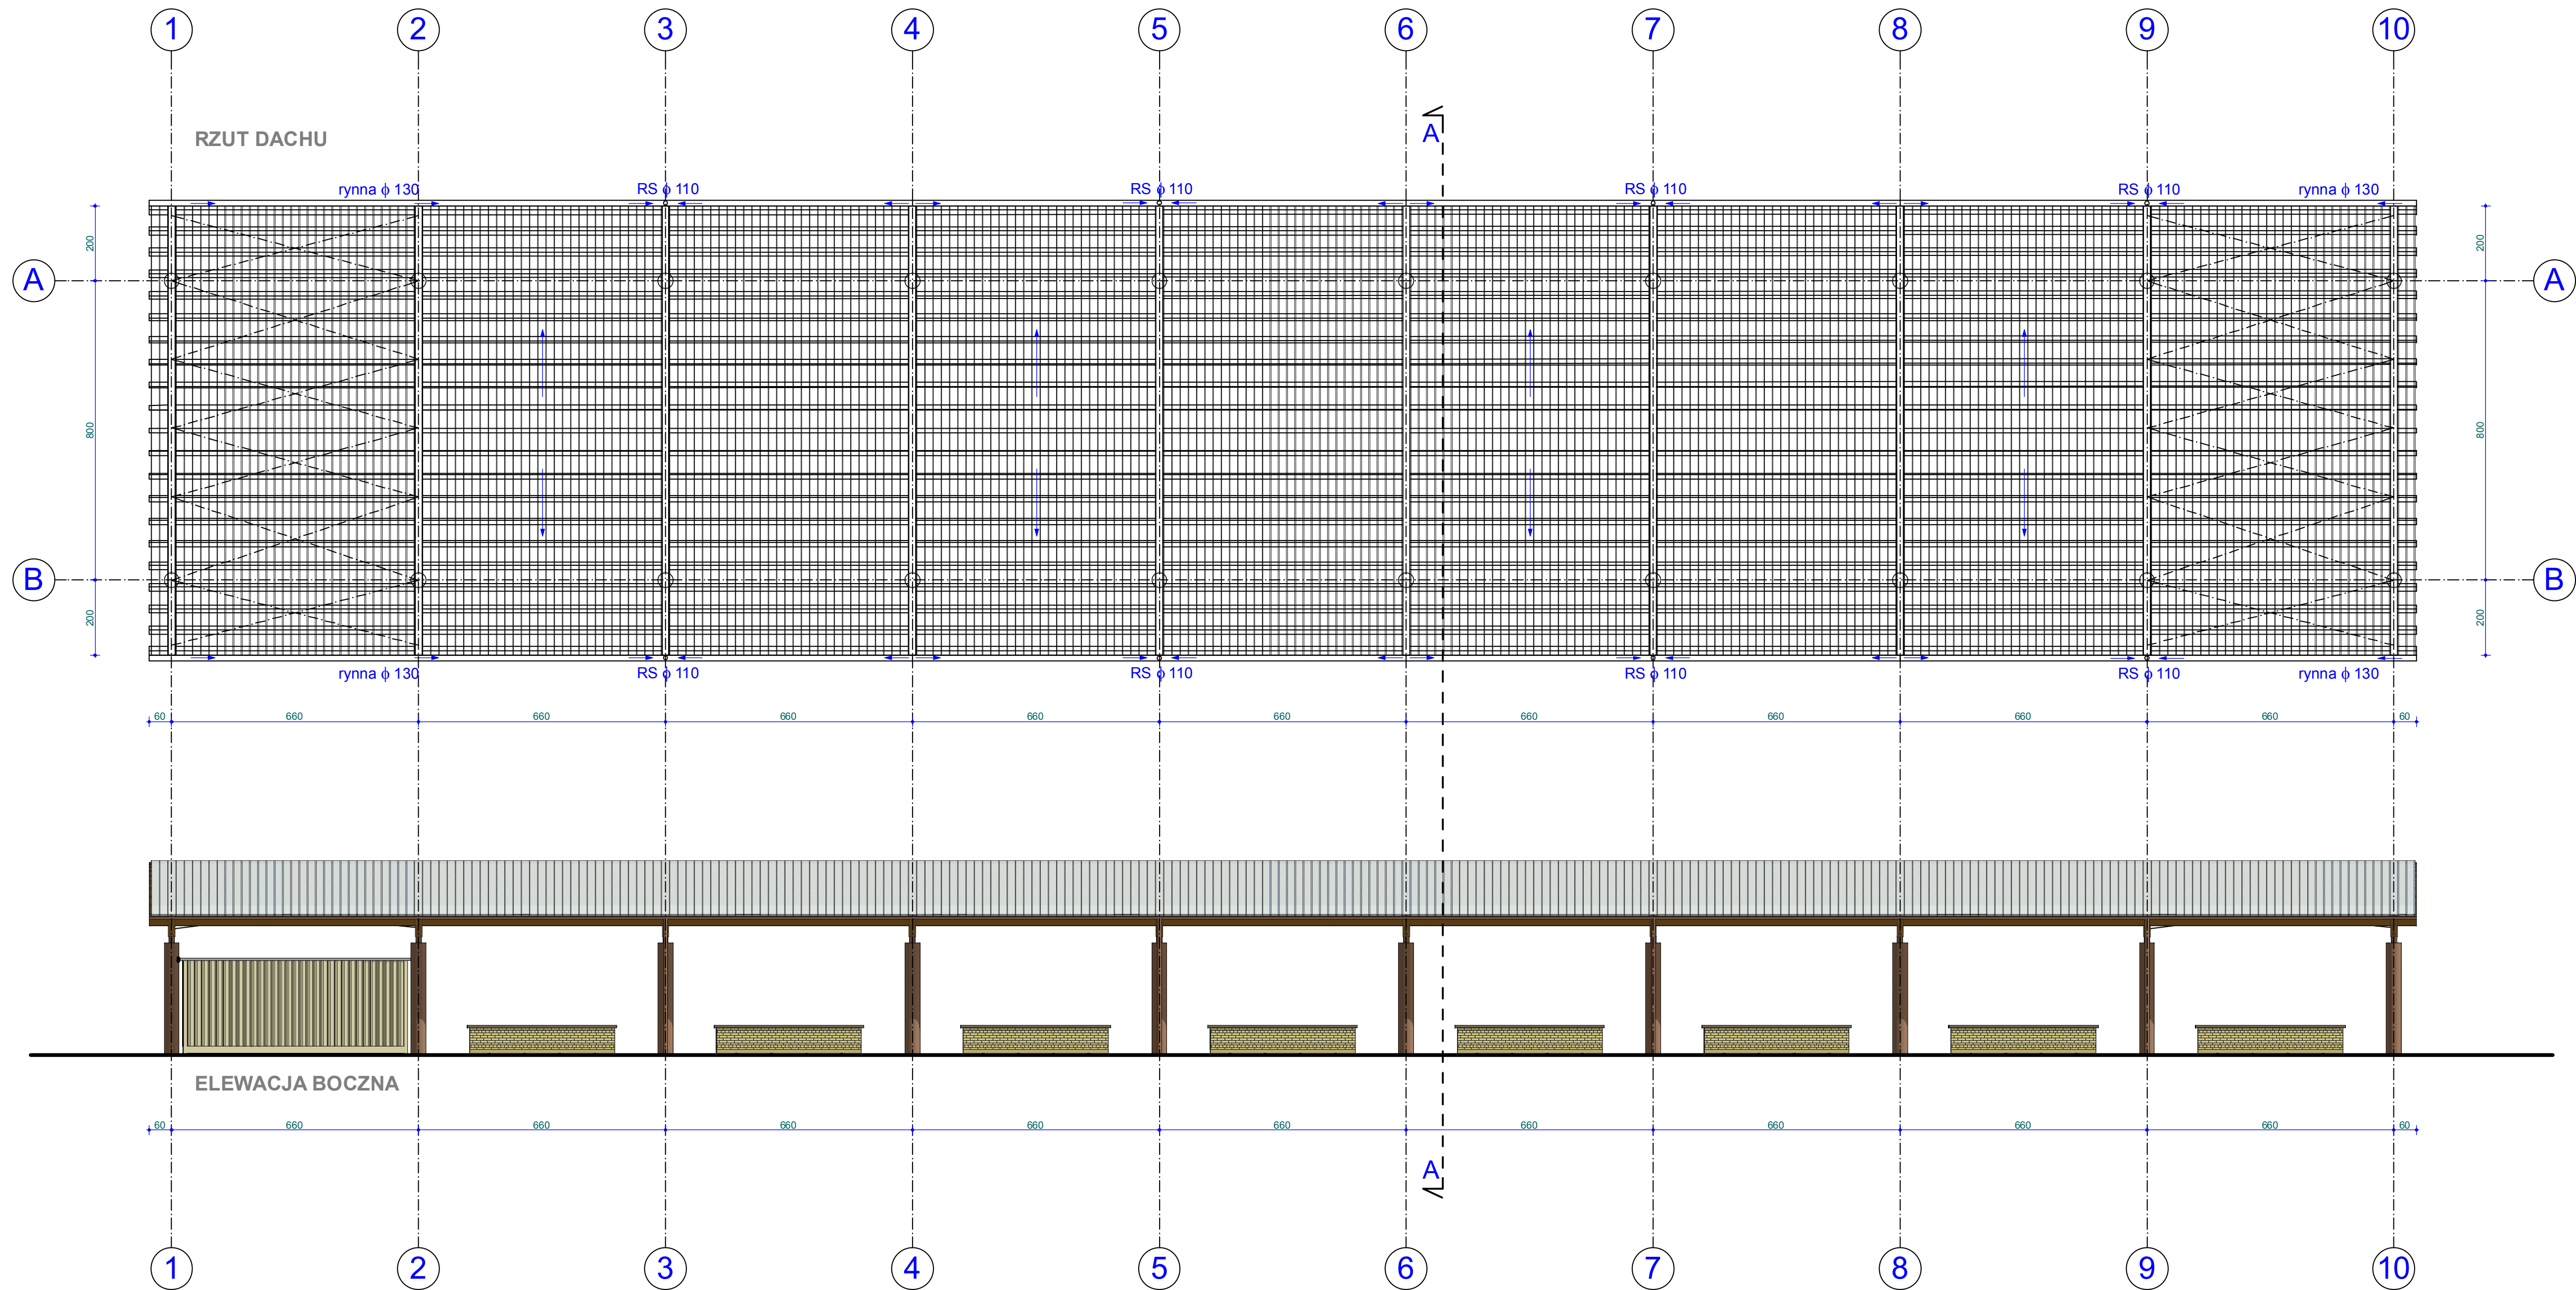 1 2 3 4 5 6 7 8 9 10
A
RZUT DACHU
rynna ϕ 130 RS ϕ 110 RS ϕ 110 RS ϕ 110 RS ϕ 110 rynna ϕ 130
200 200
A A
800 800
B B
200 200
rynna ϕ 130 RS ϕ 110 RS ϕ 110 RS ϕ 110 RS ϕ 110 rynna ϕ 130
60 660 660 660 660 660 660 660 660 660 60
ELEWACJA BOCZNA
60 660 660 660 660 660 660 660 660 660 60
A
1 2 3 4 5 6 7 8 9 10